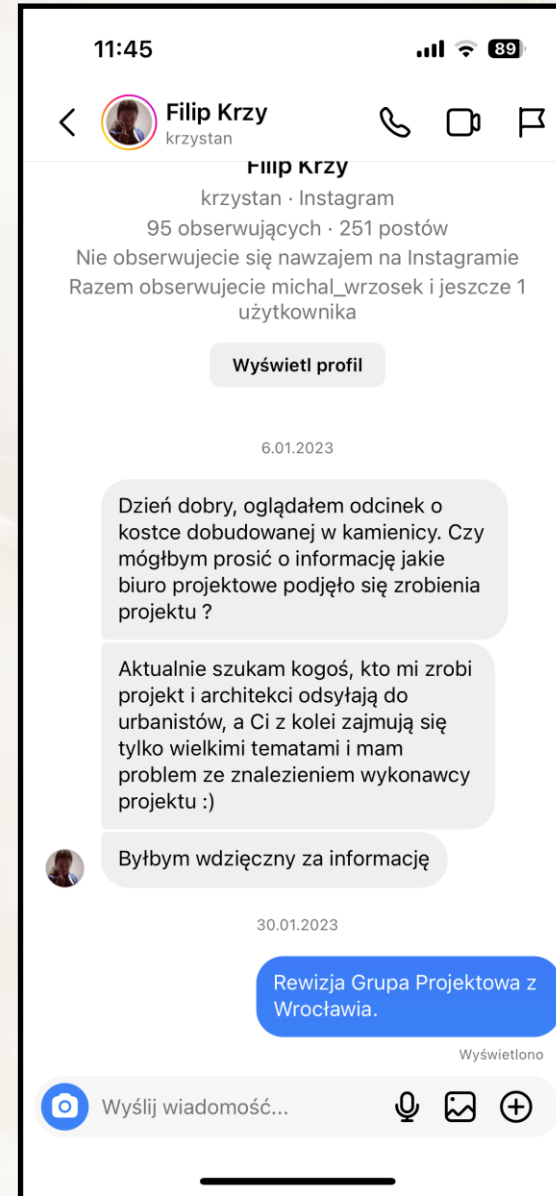 11:45
89
Filip Krzy
krzystan
Filip Krzy
krzystan · Instagram
95 obserwujących · 251 postów
Nie obserwujecie się nawzajem na Instagramie
Razem obserwujecie michal_wrzosek i jeszcze 1
użytkownika
Wyświetl profil
6.01.2023
Dzień dobry, oglądałem odcinek o
kostce dobudowanej w kamienicy. Czy
mógłbym prosić o informację jakie
biuro projektowe podjęło się zrobienia
projektu ?
Aktualnie szukam kogoś, kto mi zrobi
projekt i architekci odsyłają do
urbanistów, a Ci z kolei zajmują się
tylko wielkimi tematami i mam
problem ze znalezieniem wykonawcy
projektu :)
Byłbym wdzięczny za informację
30.01.2023
Rewizja Grupa Projektowa z
Wrocławia.
Wyświetlono
Wyślij wiadomość...